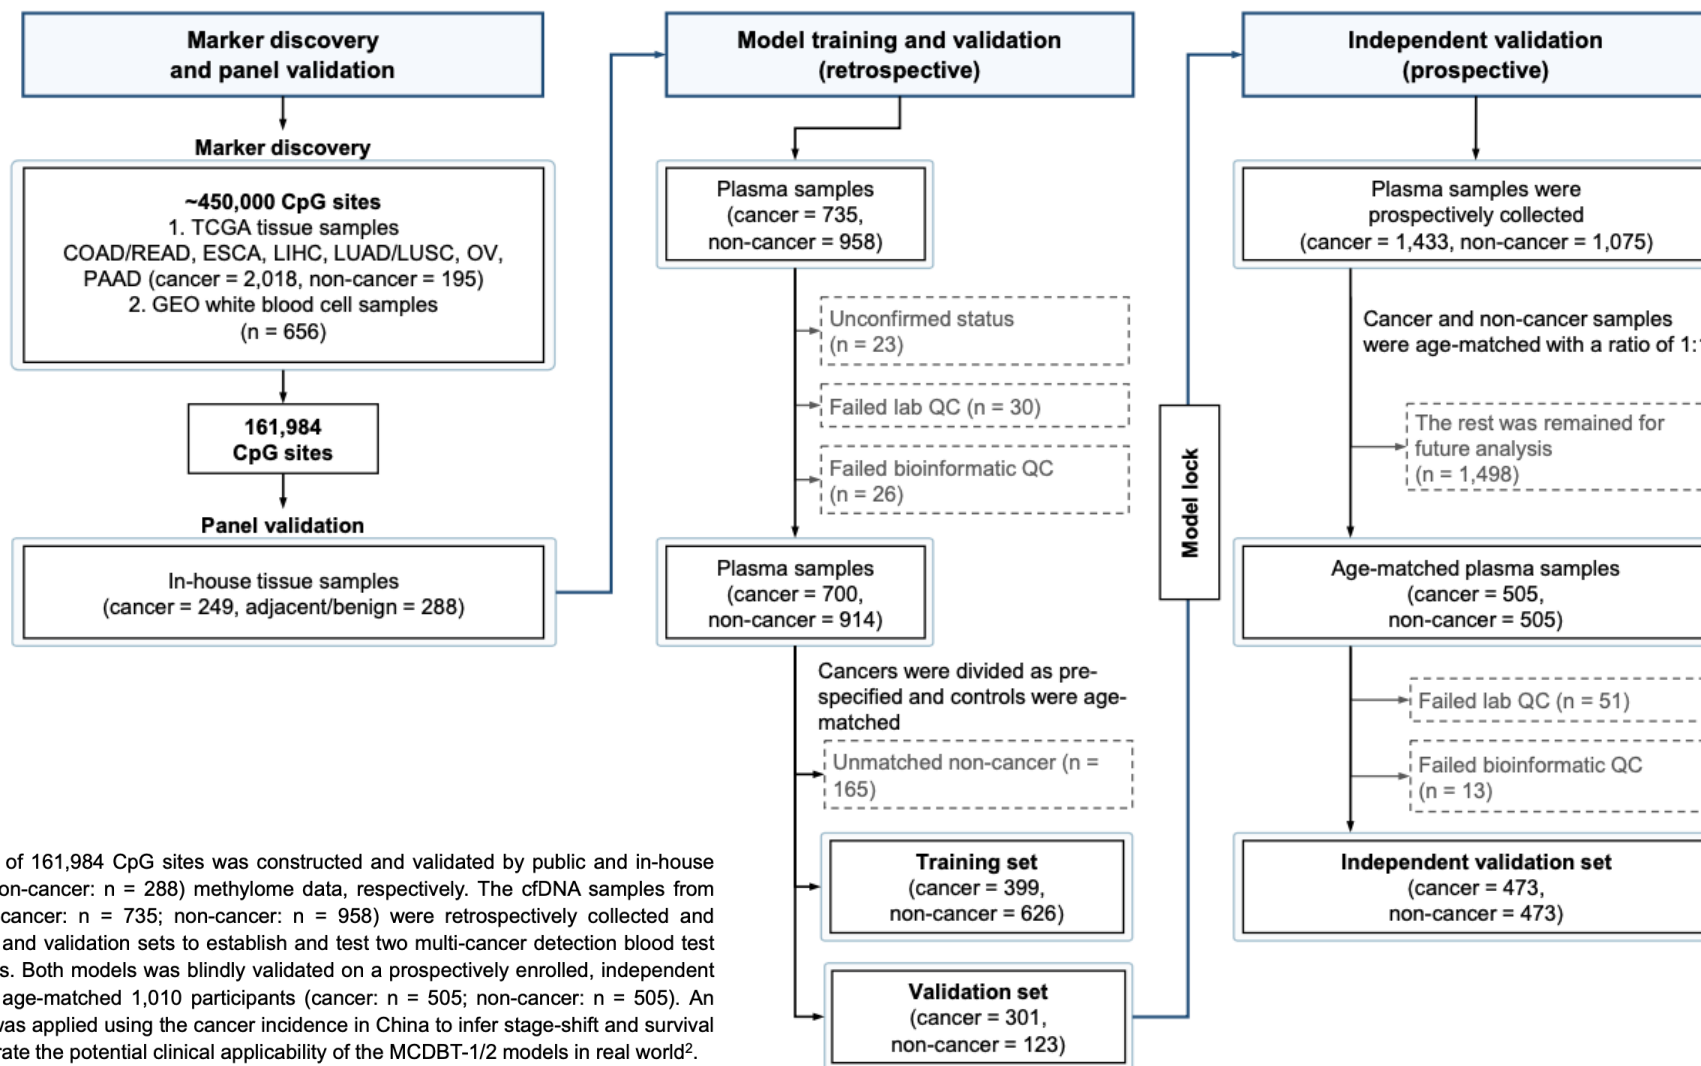 Marker discovery
and panel validation
Marker discovery
~450,000 CpG sites
1. TCGA tissue samples
COAD/READ, ESCA, LIHC, LUAD/LUSC, OV,
PAAD (cancer = 2,018, non-cancer = 195)
2. GEO white blood cell samples
(n = 656)
161,984
CpG sites
Panel validation
In-house tissue samples
(cancer = 249, adjacent/benign = 288)
Model training and validation
(retrospective)
Plasma samples
(cancer = 735,
non-cancer = 958)
Unconfirmed status
(n = 23)
Failed lab QC (n = 30)
Failed bioinformatic QC
(n = 26)
Plasma samples
(cancer = 700,
non-cancer = 914)
Cancers were divided as pre-
specified and controls were age-
matched
Unmatched non-cancer (n =
165)
Training set
(cancer = 399,
non-cancer = 626)
Validation set
(cancer = 301,
non-cancer = 123)
Model lock
Independent validation
(prospective)
Plasma samples were
prospectively collected
(cancer = 1,433, non-cancer = 1,075)
Cancer and non-cancer samples
were age-matched with a ratio of 1:
The rest was remained for
future analysis
(n = 1,498)
Age-matched plasma samples
(cancer = 505,
non-cancer = 505)
Failed lab QC (n = 51)
Failed bioinformatic QC
(n = 13)
Independent validation set
(cancer = 473,
non-cancer = 473)
of 161,984 CpG sites was constructed and validated by public and in-house
on-cancer: n = 288) methylome data, respectively. The cfDNA samples from
cancer: n = 735; non-cancer: n = 958) were retrospectively collected and
and validation sets to establish and test two multi-cancer detection blood test
s. Both models was blindly validated on a prospectively enrolled, independent
age-matched 1,010 participants (cancer: n = 505; non-cancer: n = 505). An
was applied using the cancer incidence in China to infer stage-shift and survival
rate the potential clinical applicability of the MCDBT-1/2 models in real world².